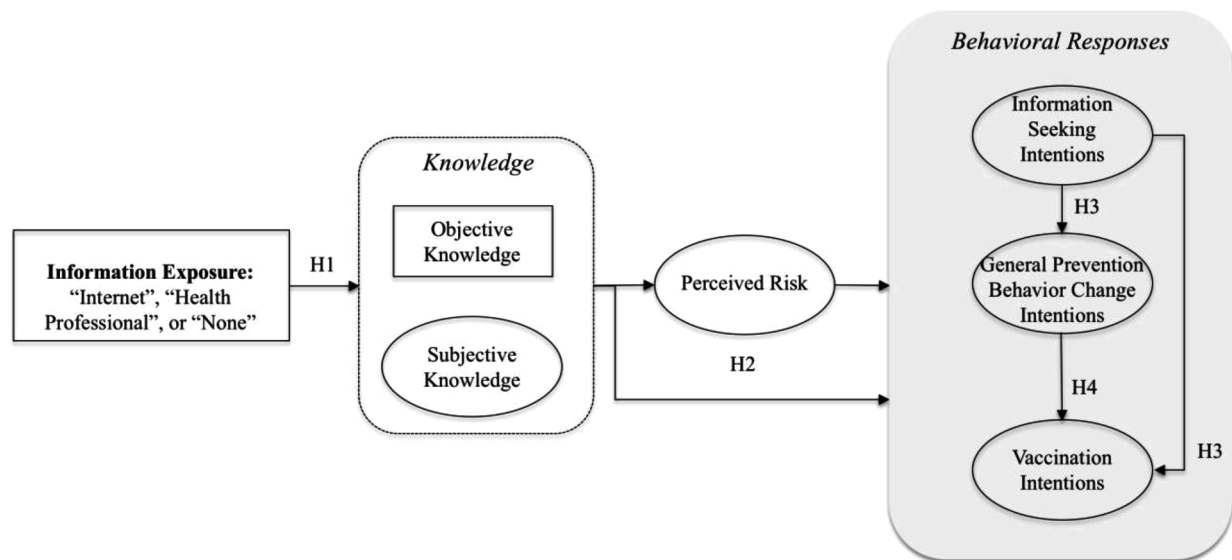 Information Exposure:
“Internet”, “Health
Professional”, or “None”
H1
Knowledge
Objective
Knowledge
Subjective
Knowledge
Perceived Risk
H2
Behavioral Responses
Information
Seeking
Intentions
H3
General Prevention
Behavior Change
Intentions
H4
Vaccination
Intentions
H3